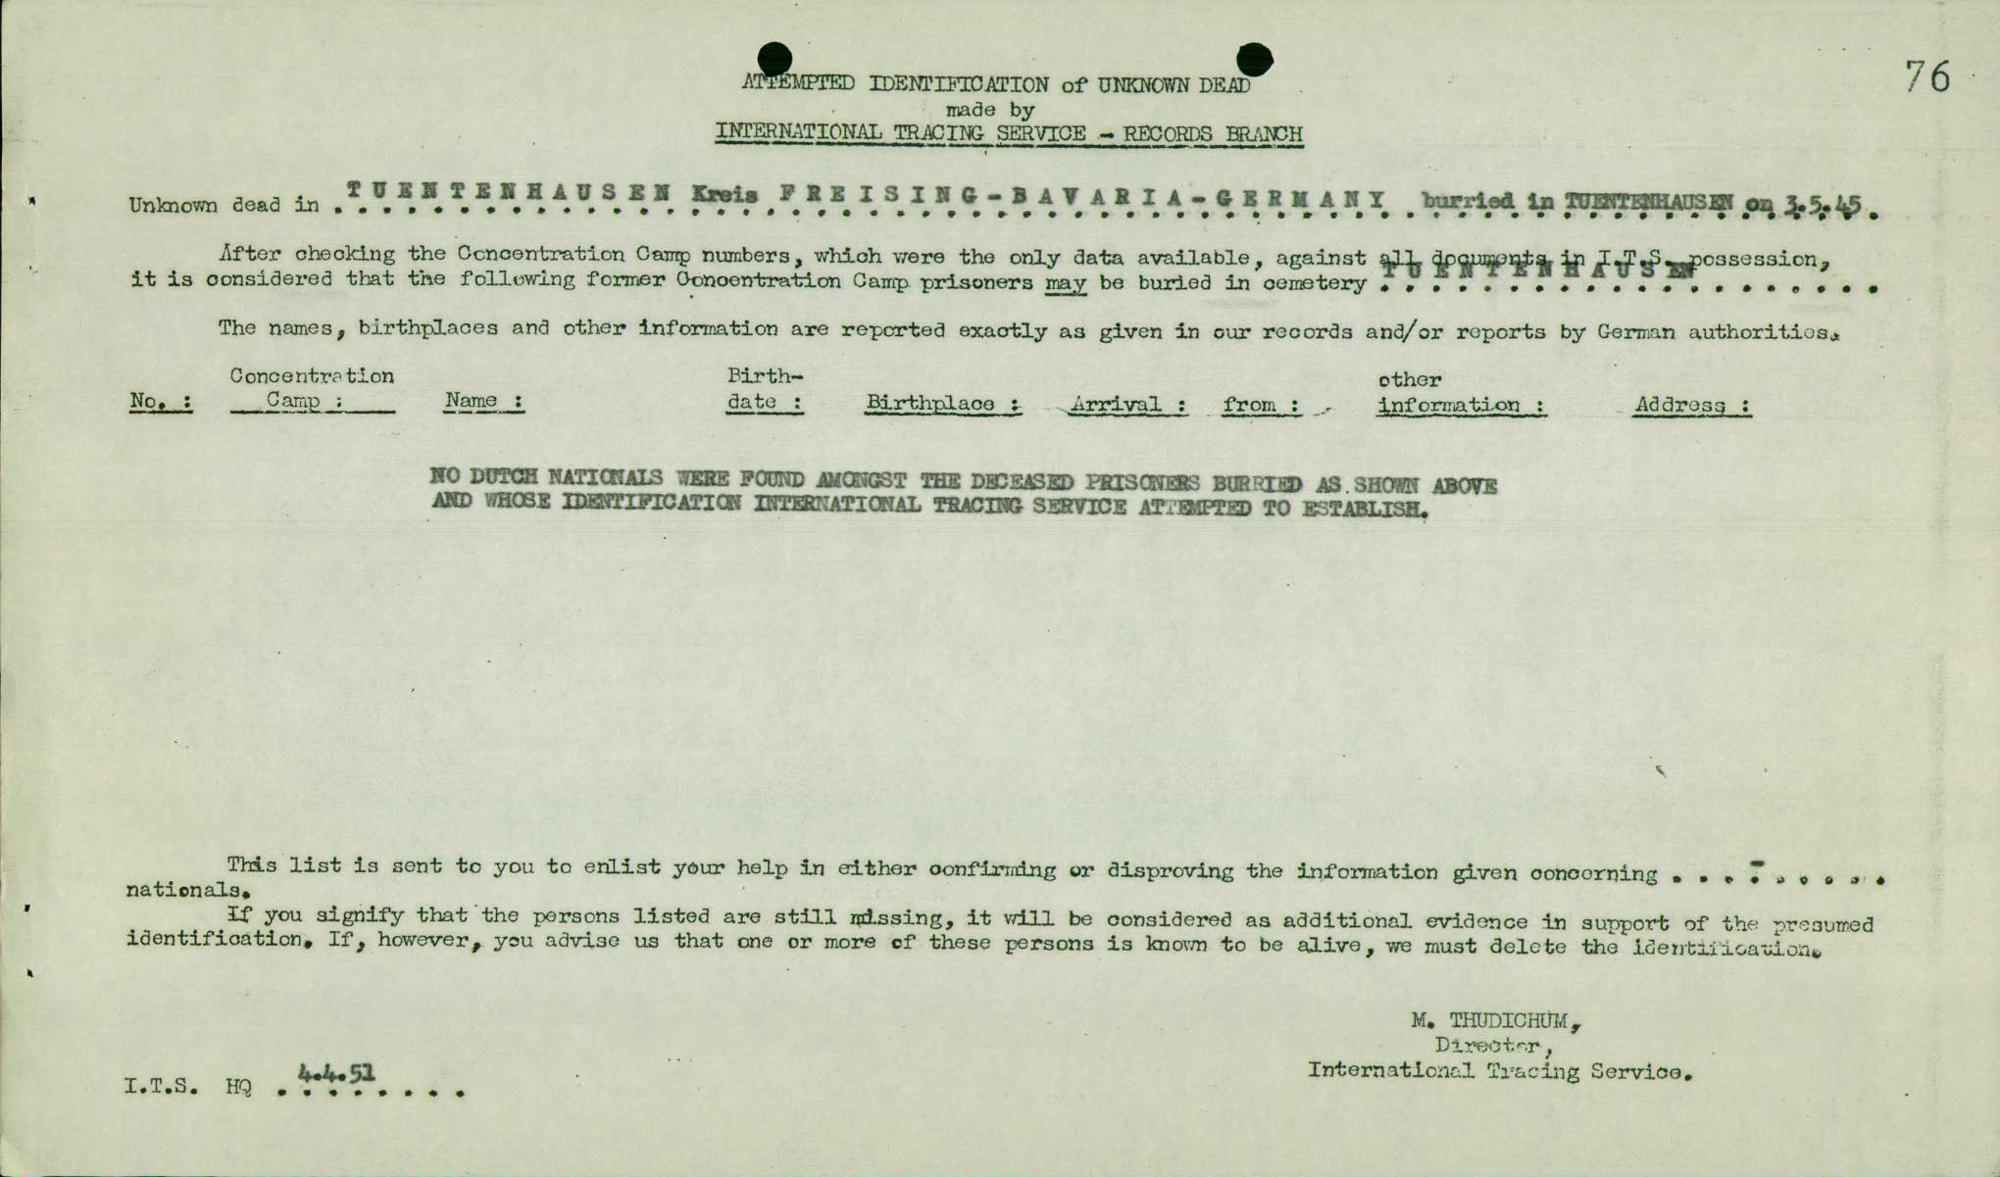 76
ATTEMPTED IDENTIFICATION of UNKNOWN DEAD
made by
INTERNATIONAL TRACING SERVICE - RECORDS BRANCH
Unknown dead in TUENTENHAUSEN Kreis FREISING-BAVARIA-GERMANY burried in TUENTENHAUSEN on 3.5.45.
After checking the Concentration Camp numbers, which were the only data available, against all documents in I.T.S. possession,
it is considered that the following former Concentration Camp prisoners may be buried in cemetery TUENTENHAUSEN
The names, birthplaces and other information are reported exactly as given in our records and/or reports by German authorities.
No. : Concentration Camp : Name : Birth-date : Birthplace : Arrival : from : other information : Address :
NO DUTCH NATIONALS WERE FOUND AMONGST THE DECEASED PRISONERS BURRIED AS SHOWN ABOVE
AND WHOSE IDENTIFICATION INTERNATIONAL TRACING SERVICE ATTEMPTED TO ESTABLISH.
This list is sent to you to enlist your help in either confirming or disproving the information given concerning . . . - . . . . .
nationals.
If you signify that the persons listed are still missing, it will be considered as additional evidence in support of the presumed
identification. If, however, you advise us that one or more of these persons is known to be alive, we must delete the identification.
M. THUDICHUM,
Director,
International Tracing Service.
I.T.S. HQ 4.4.51